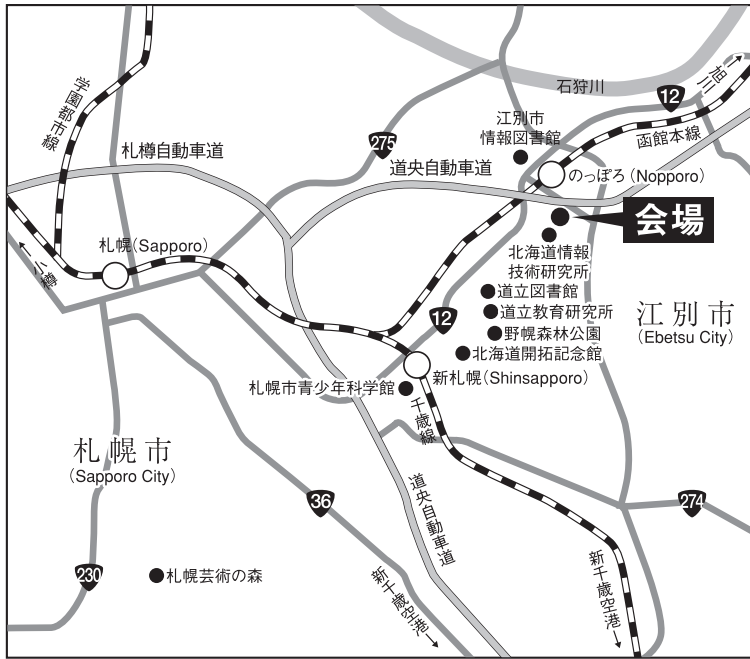 石狩川
旭川
12
学園都市線
江別市
情報図書館
函館本線
275
札樽自動車道
道央自動車道
のっぽろ(Nopporo)
会場
札幌(Sapporo)
小樽
北海道情報
技術研究所
道立図書館
道立教育研究所
12
野幌森林公園
北海道開拓記念館
江別市
(Ebetsu City)
新札幌(Shinsapporo)
札幌市青少年科学館
千歳線
札幌市
(Sapporo City)
道央自動車道
36
274
230
札幌芸術の森
新千歳空港
新千歳空港